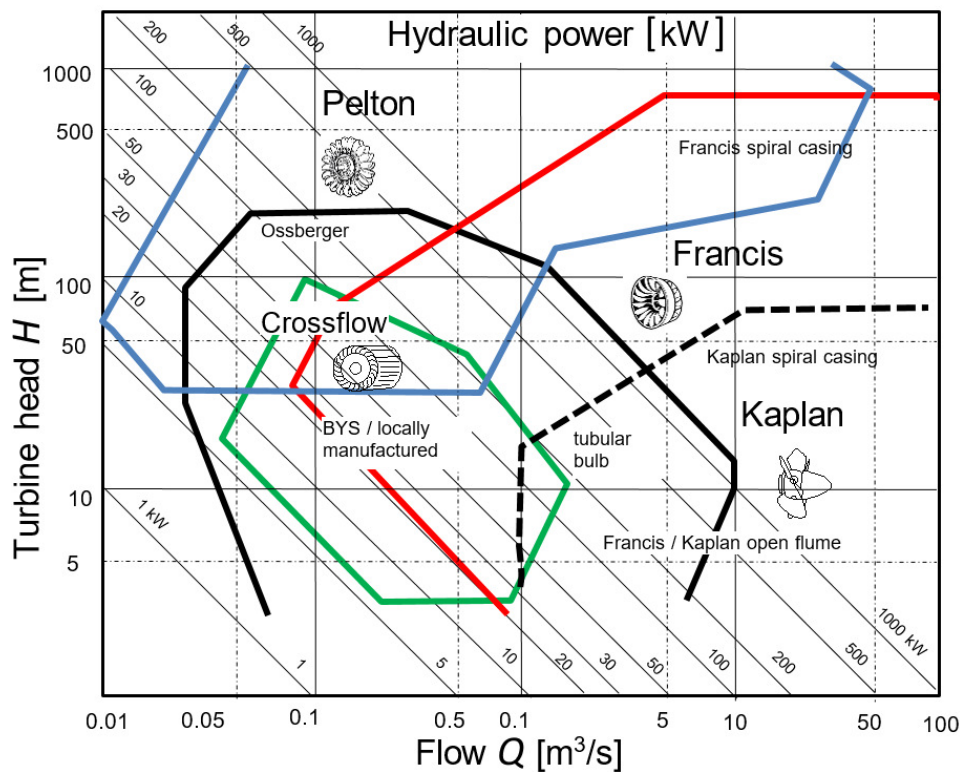 Hydraulic power [kW]
200
500
1000
1000
100
Pelton
500
50
Francis spiral casing
30
20
Ossberger
Francis
100
10
Crossflow
50
Kaplan spiral casing
BYS / locally
manufactured
tubular
bulb
Kaplan
10
1 kW
Francis / Kaplan open flume
5
1000 kW
1
5
10
20
30
50
100
200
500
0.01
0.05
0.1
0.5
0.1
5
10
50
100
Turbine head H [m]
Flow Q [m³/s]